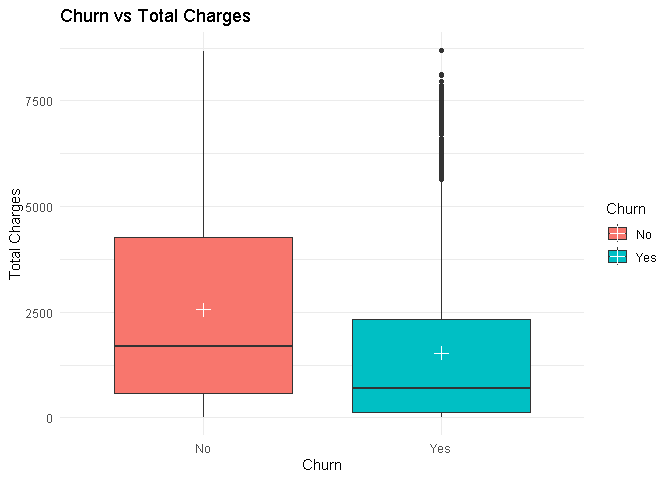 Churn vs Total Charges
Total Charges
7500
5000
2500
0
No
Yes
Churn
Churn
No
Yes